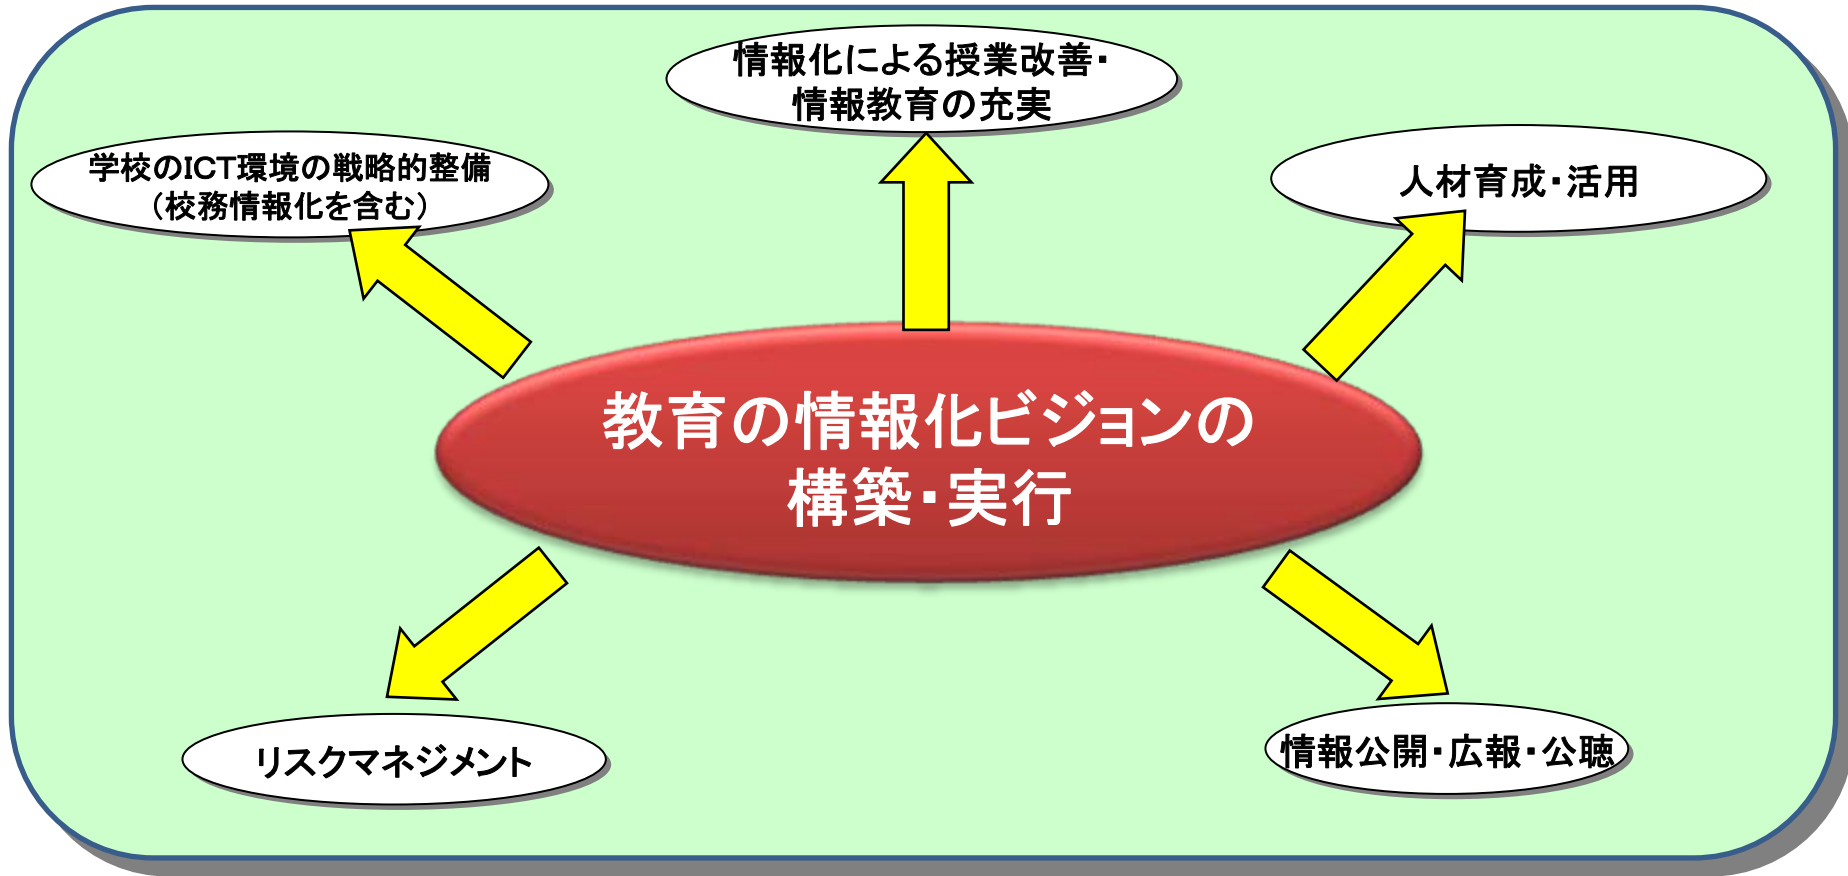 情報化による授業改善・
情報教育の充実
学校のICT環境の戦略的整備
（校務情報化を含む）
人材育成・活用
教育の情報化ビジョンの
構築・実行
リスクマネジメント
情報公開・広報・公聴